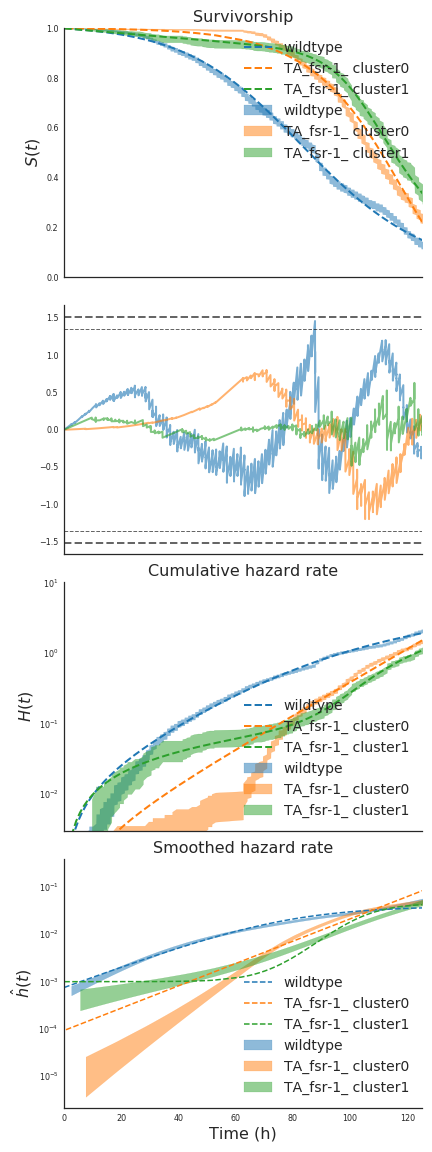 Survivorship
1.0
wildtype
TA_fsr-1_ cluster0
0.8
TA_fsr-1_ cluster1
wildtype
0.6
TA_fsr-1_ cluster0
TA_fsr-1_ cluster1
S(t)
0.4
0.2
0.0
1.5
1.0
0.5
0.0
−0.5
−1.0
−1.5
Cumulative hazard rate
10¹
10⁰
H(t)
wildtype
10⁻¹
TA_fsr-1_ cluster0
TA_fsr-1_ cluster1
wildtype
10⁻²
TA_fsr-1_ cluster0
TA_fsr-1_ cluster1
Smoothed hazard rate
10⁻¹
10⁻²
ĥ(t)
10⁻³
wildtype
TA_fsr-1_ cluster0
10⁻⁴
TA_fsr-1_ cluster1
wildtype
10⁻⁵
TA_fsr-1_ cluster0
TA_fsr-1_ cluster1
0 20 40 60 80 100 120
Time (h)